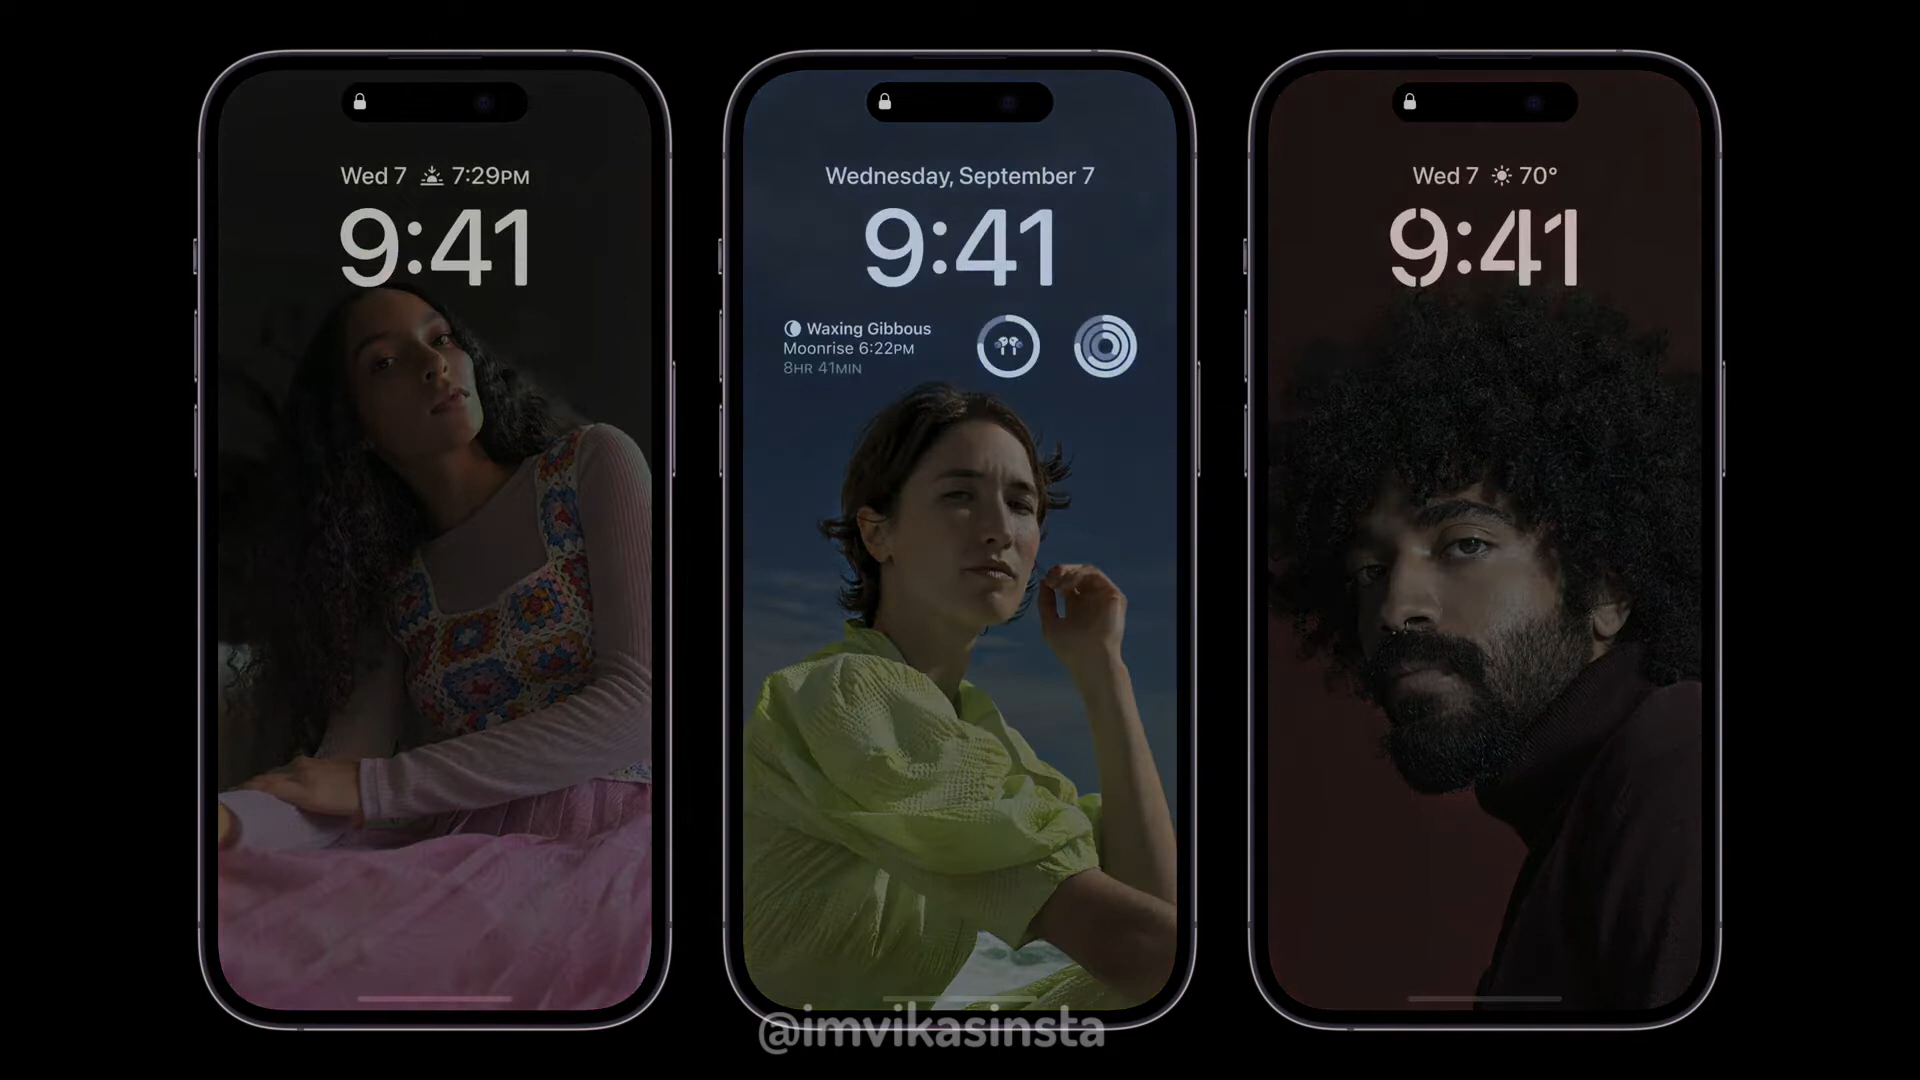 Wed 7 7:29PM
9:41
Wednesday, September 7
9:41
Waxing Gibbous
Moonrise 6:22PM
8HR 41MIN
Wed 7 70°
9:41
@imvikasinsta